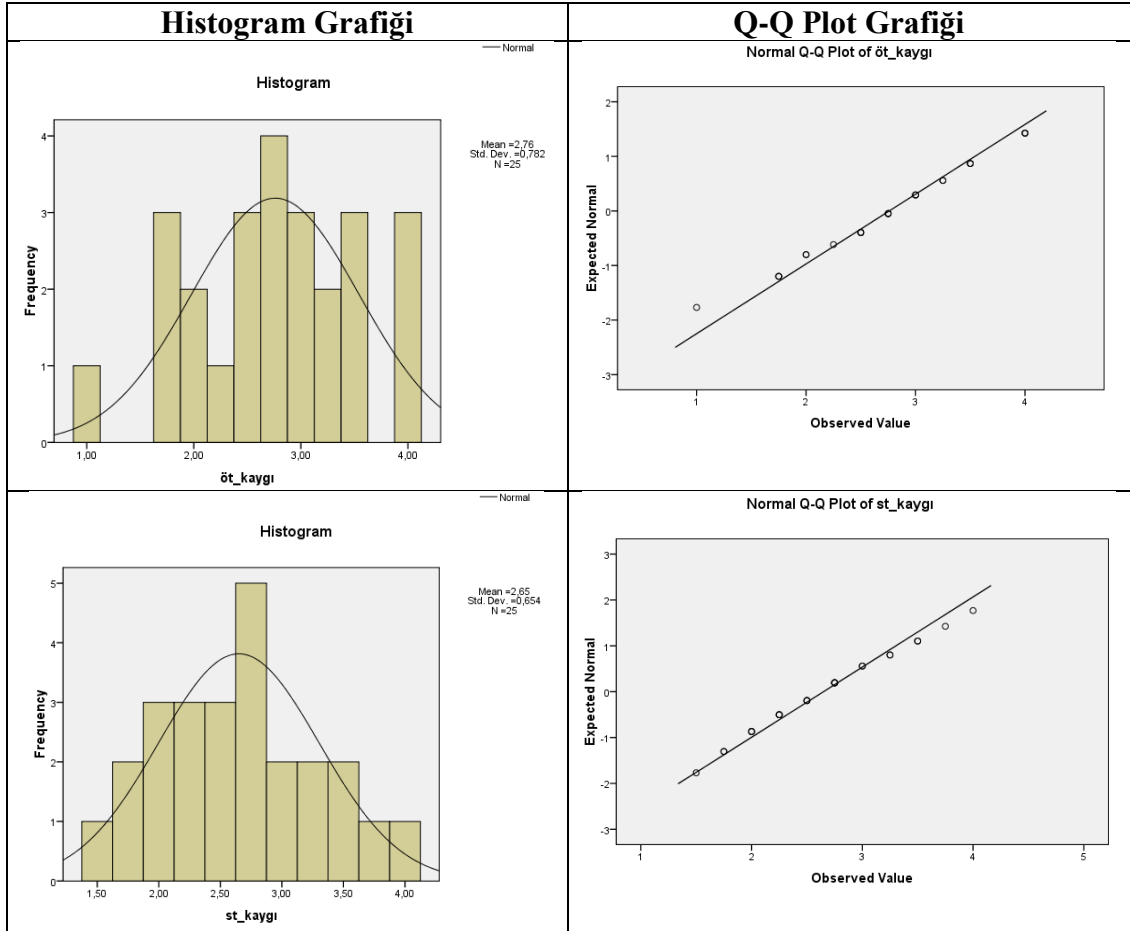 Histogram Grafiği
Q-Q Plot Grafiği
Normal
Histogram
Mean =2,76
Std. Dev. =0,782
N =25
Frequency
4
3
2
1
0
1,00 2,00 3,00 4,00
öt_kaygı
Normal Q-Q Plot of öt_kaygı
Expected Normal
2
1
0
-1
-2
-3
1 2 3 4
Observed Value
Normal
Histogram
Mean =2,65
Std. Dev. =0,654
N =25
Frequency
5
4
3
2
1
0
1,50 2,00 2,50 3,00 3,50 4,00
st_kaygı
Normal Q-Q Plot of st_kaygı
Expected Normal
3
2
1
0
-1
-2
-3
1 2 3 4 5
Observed Value